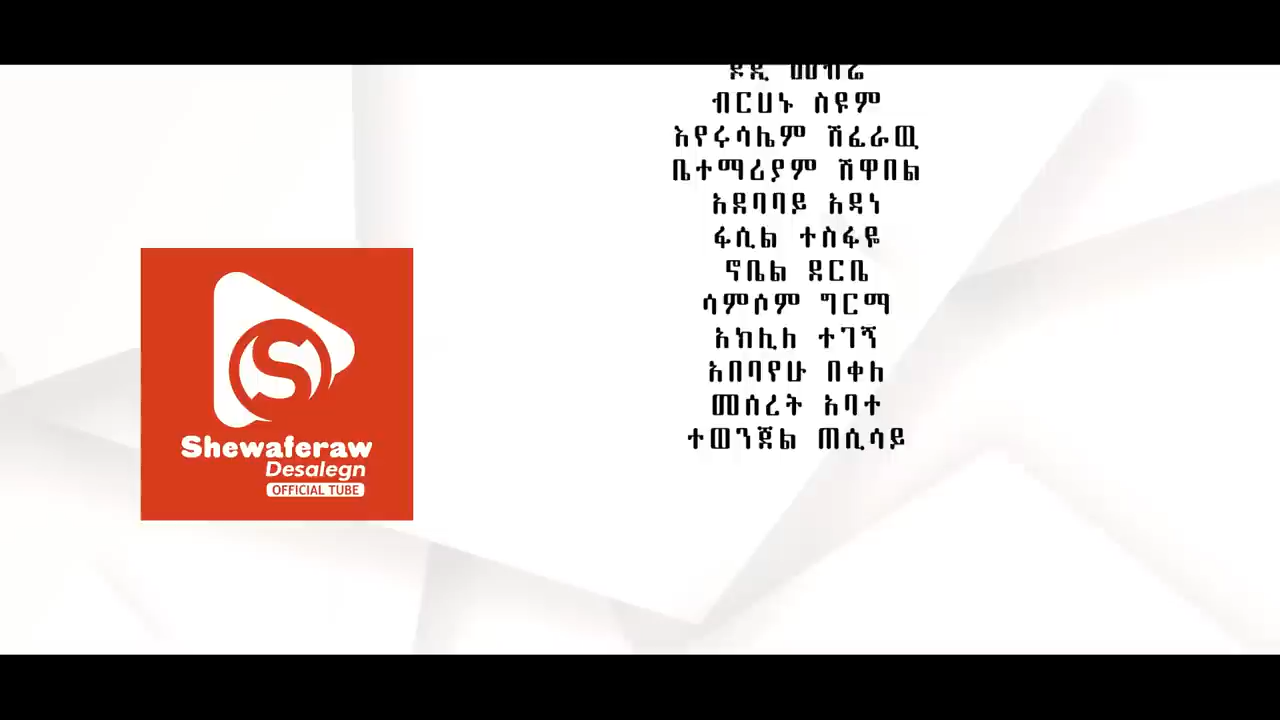 ብርሀኑ ስዩም
እየሩሳሌም ሽፈራዉ
ቤተማሪያም ሽዋበል
አደባባይ አዳነ
ፋሲል ተስፋዬ
ኖቤል ደርቤ
ሳምሶም ግርማ
አክሊለ ተገኝ
አበባየሁ በቀለ
መሰረት አባተ
ተወንጀል ጠሲሳይ
Shewaferaw
Desalegn
OFFICIAL TUBE